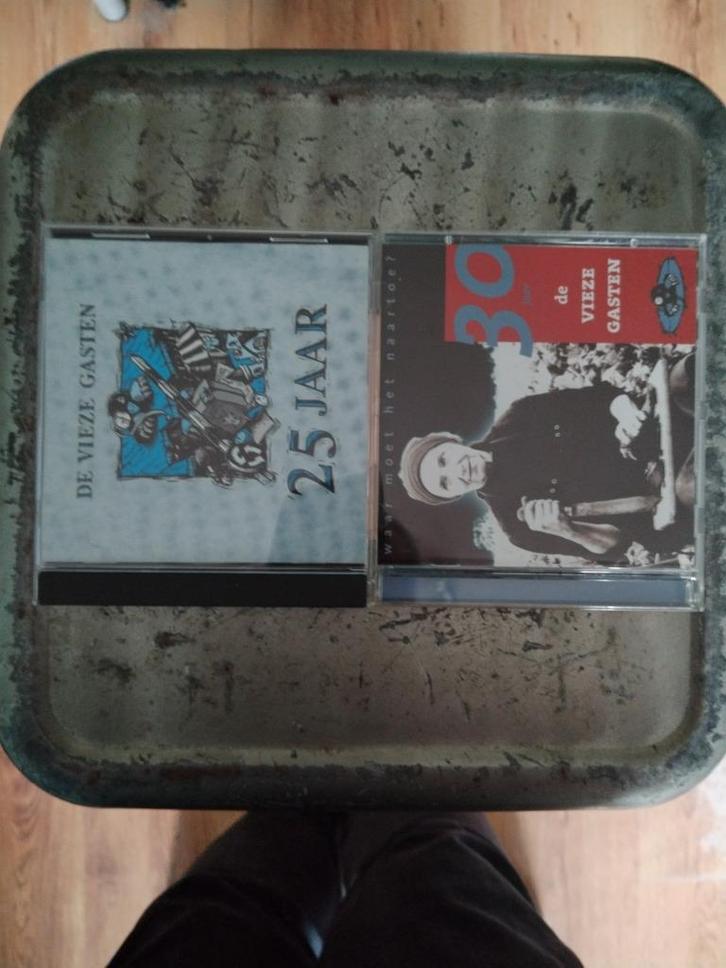 DE VIEZE GASTEN
25 JAAR
waar moet het naartoe?
30
jaar
de
VIEZE
GASTEN